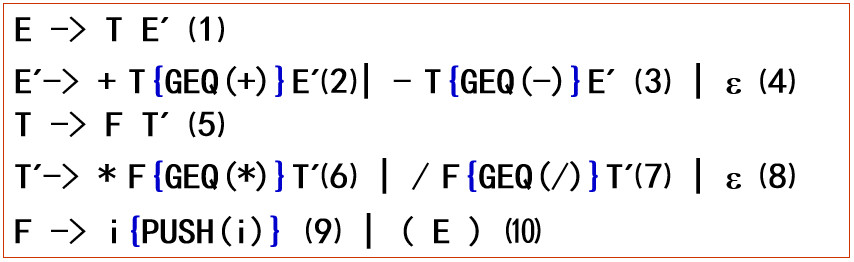 E -> T E′ (1)
E′-> + T{GEQ(+)}E′(2)| - T{GEQ(-)}E′ (3) | ε (4)
T -> F T′ (5)
T′-> * F{GEQ(*)}T′(6) | / F{GEQ(/)}T′(7) | ε (8)
F -> i{PUSH(i)} (9) | ( E ) (10)